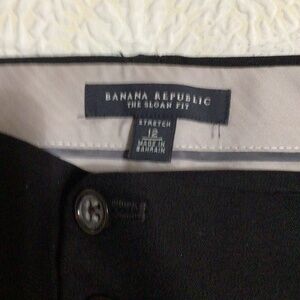 BANANA REPUBLIC
THE SLOAN FIT
STRETCH
12
MADE IN
BAHRAIN